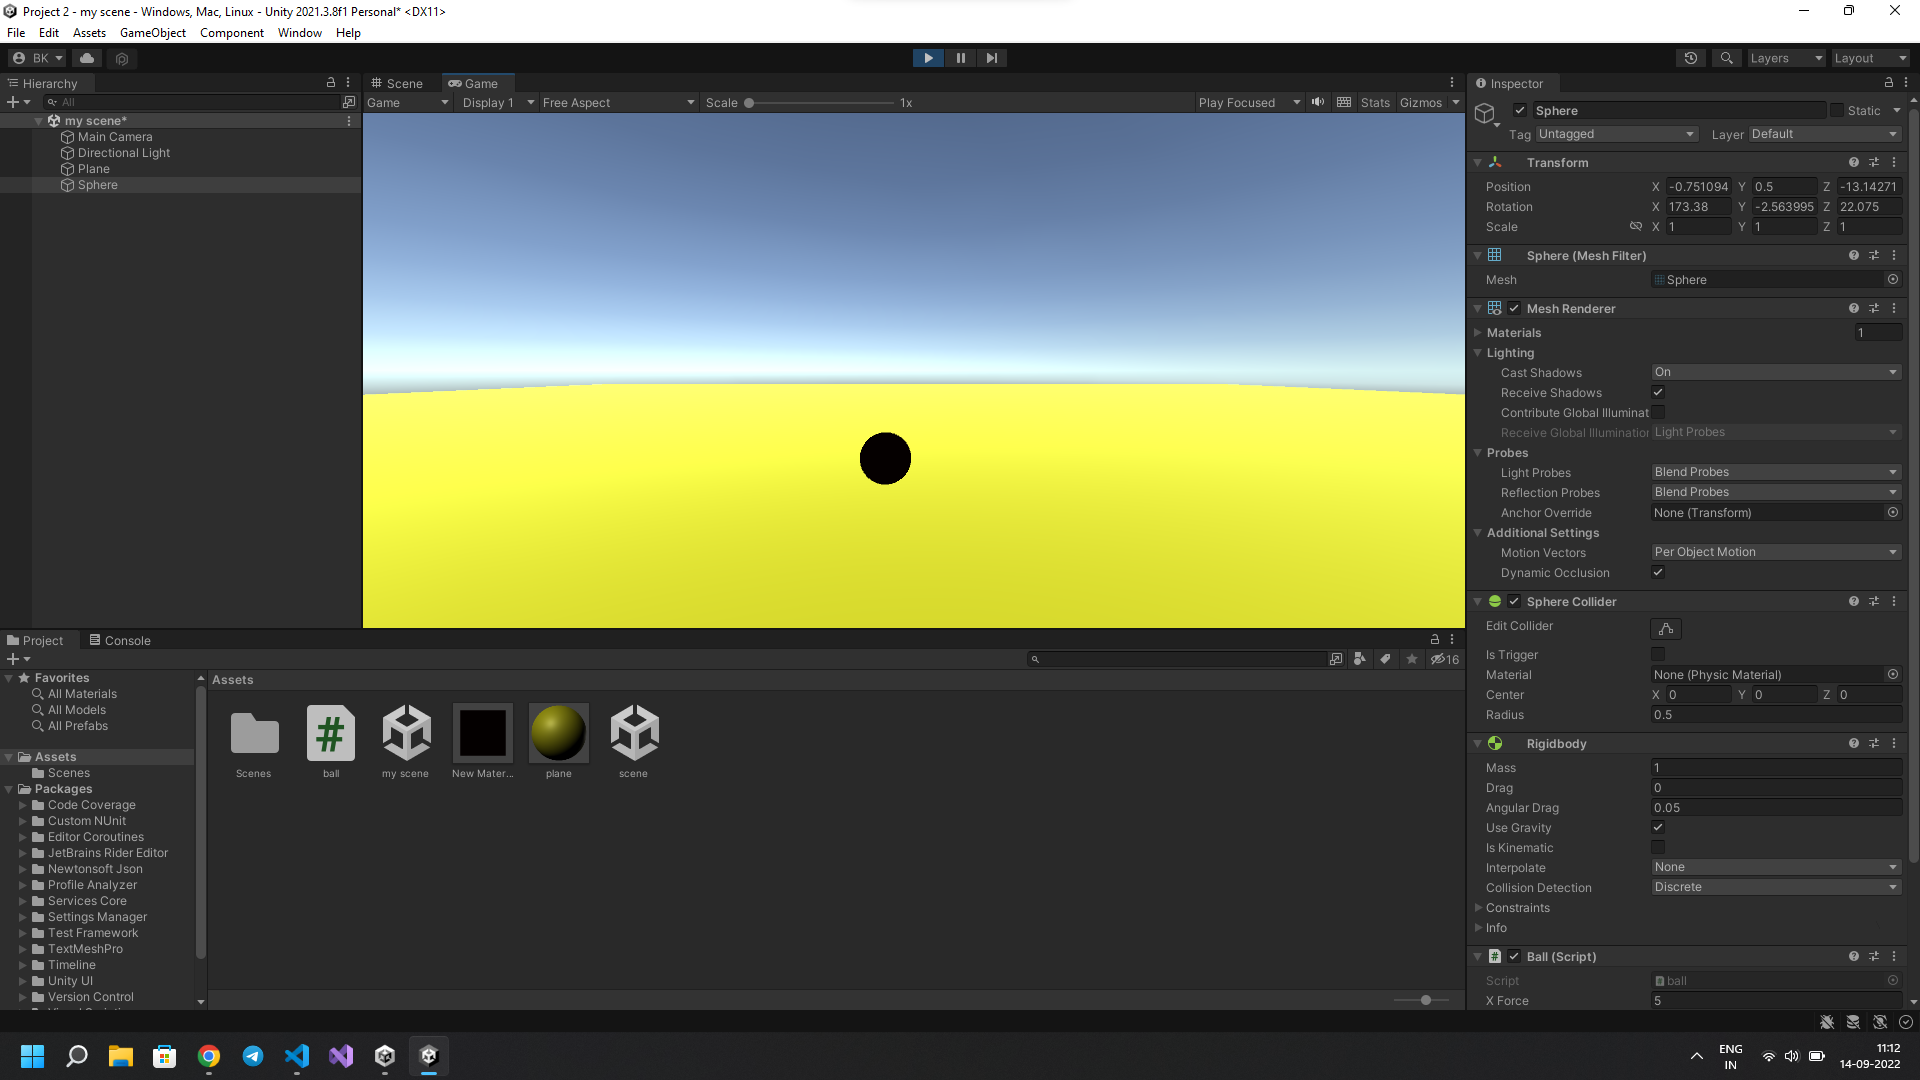 Project 2 - my scene - Windows, Mac, Linux - Unity 2021.3.8f1 Personal* <DX11>
File Edit Assets GameObject Component Window Help
BK Layers Layout
Hierarchy
All
my scene*
Main Camera
Directional Light
Plane
Sphere
Scene Game
Game Display 1 Free Aspect Scale 1x Play Focused Stats Gizmos
Inspector
Sphere Static
Tag Untagged Layer Default
Transform
Position X -0.751094 Y 0.5 Z -13.14271
Rotation X 173.38 Y -2.563995 Z 22.075
Scale X 1 Y 1 Z 1
Sphere (Mesh Filter)
Mesh Sphere
Mesh Renderer
Materials 1
Lighting
Cast Shadows On
Receive Shadows
Contribute Global Illuminat
Receive Global Illumination Light Probes
Probes
Light Probes Blend Probes
Reflection Probes Blend Probes
Anchor Override None (Transform)
Additional Settings
Motion Vectors Per Object Motion
Dynamic Occlusion
Sphere Collider
Edit Collider
Is Trigger
Material None (Physic Material)
Center X 0 Y 0 Z 0
Radius 0.5
Rigidbody
Mass 1
Drag 0
Angular Drag 0.05
Use Gravity
Is Kinematic
Interpolate None
Collision Detection Discrete
Constraints
Info
# Ball (Script)
Script ball
X Force 5
Project Console
16
Favorites
All Materials
All Models
All Prefabs
Assets
Scenes
Packages
Code Coverage
Custom NUnit
Editor Coroutines
JetBrains Rider Editor
Newtonsoft Json
Profile Analyzer
Services Core
Settings Manager
Test Framework
TextMeshPro
Timeline
Unity UI
Version Control
Assets
#
Scenes ball my scene New Mater... plane scene
ENG
IN
11:12
14-09-2022